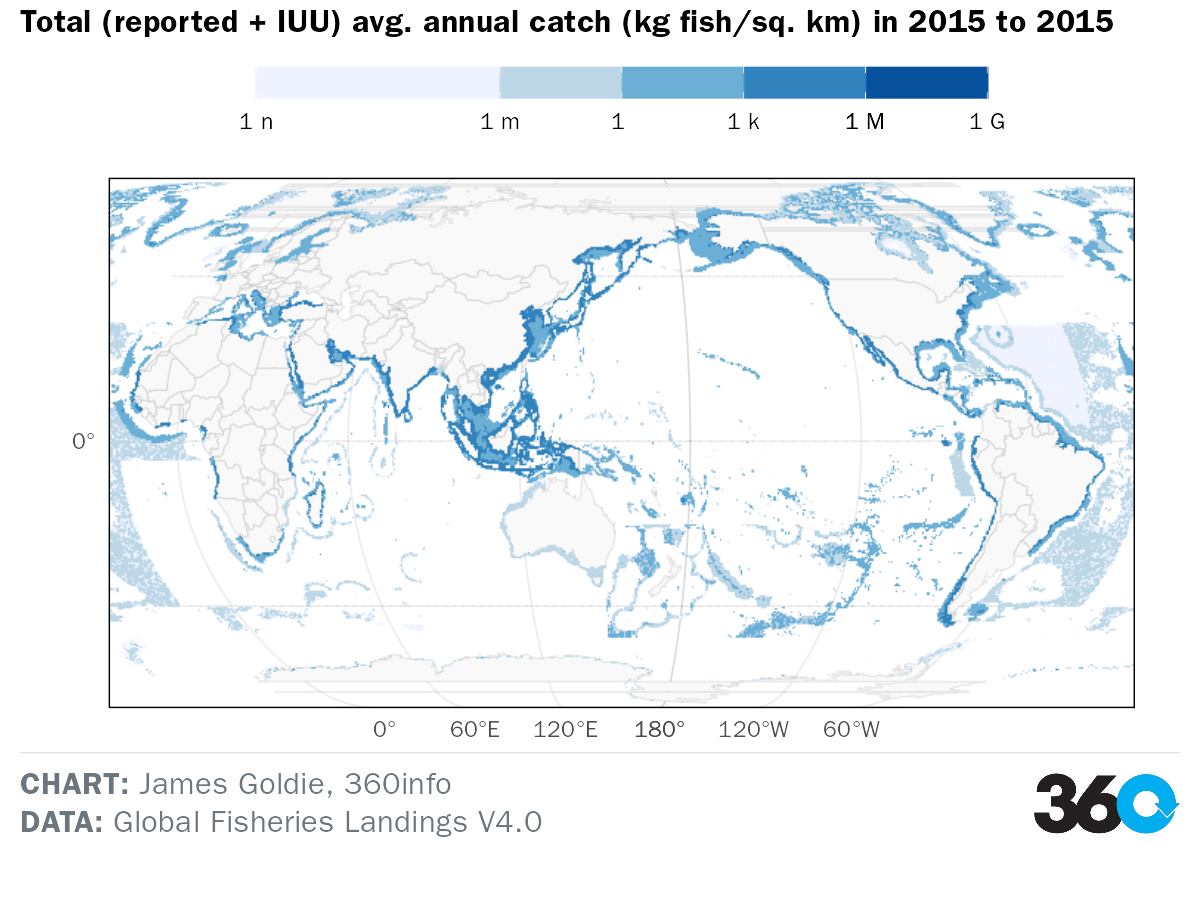 Total (reported + IUU) avg. annual catch (kg fish/sq. km) in 2015 to 2015
1 n 1 m 1 1 k 1 M 1 G
0°
0° 60°E 120°E 180° 120°W 60°W
CHART: James Goldie, 360info
DATA: Global Fisheries Landings V4.0
360